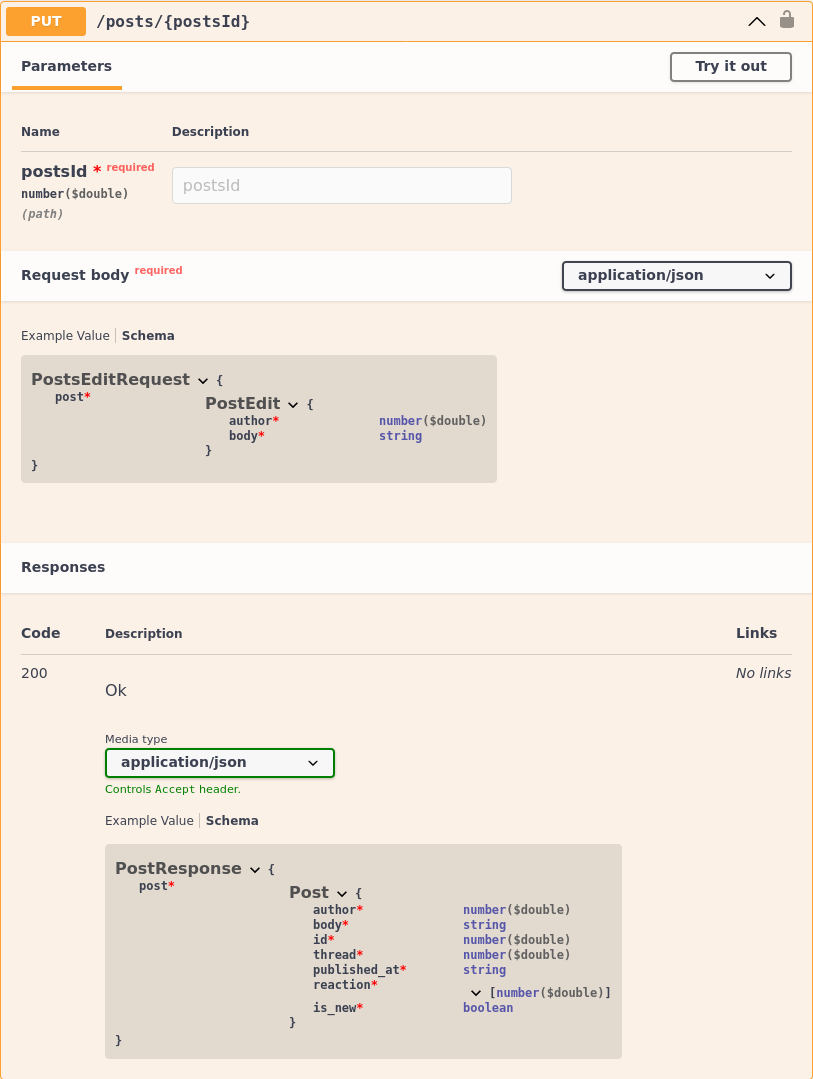 PUT /posts/{postsId}
Parameters
Try it out
Name Description
postsId * required
number($double)
(path)
postsId
Request body required
application/json
Example Value Schema
PostsEditRequest {
post*
PostEdit {
author* number($double)
body* string
}
}
Responses
Code Description Links
200
Ok
No links
Media type
application/json
Controls Accept header.
Example Value Schema
PostResponse {
post*
Post {
author* number($double)
body* string
id* number($double)
thread* number($double)
published_at* string
reaction*
[number($double)]
is_new* boolean
}
}